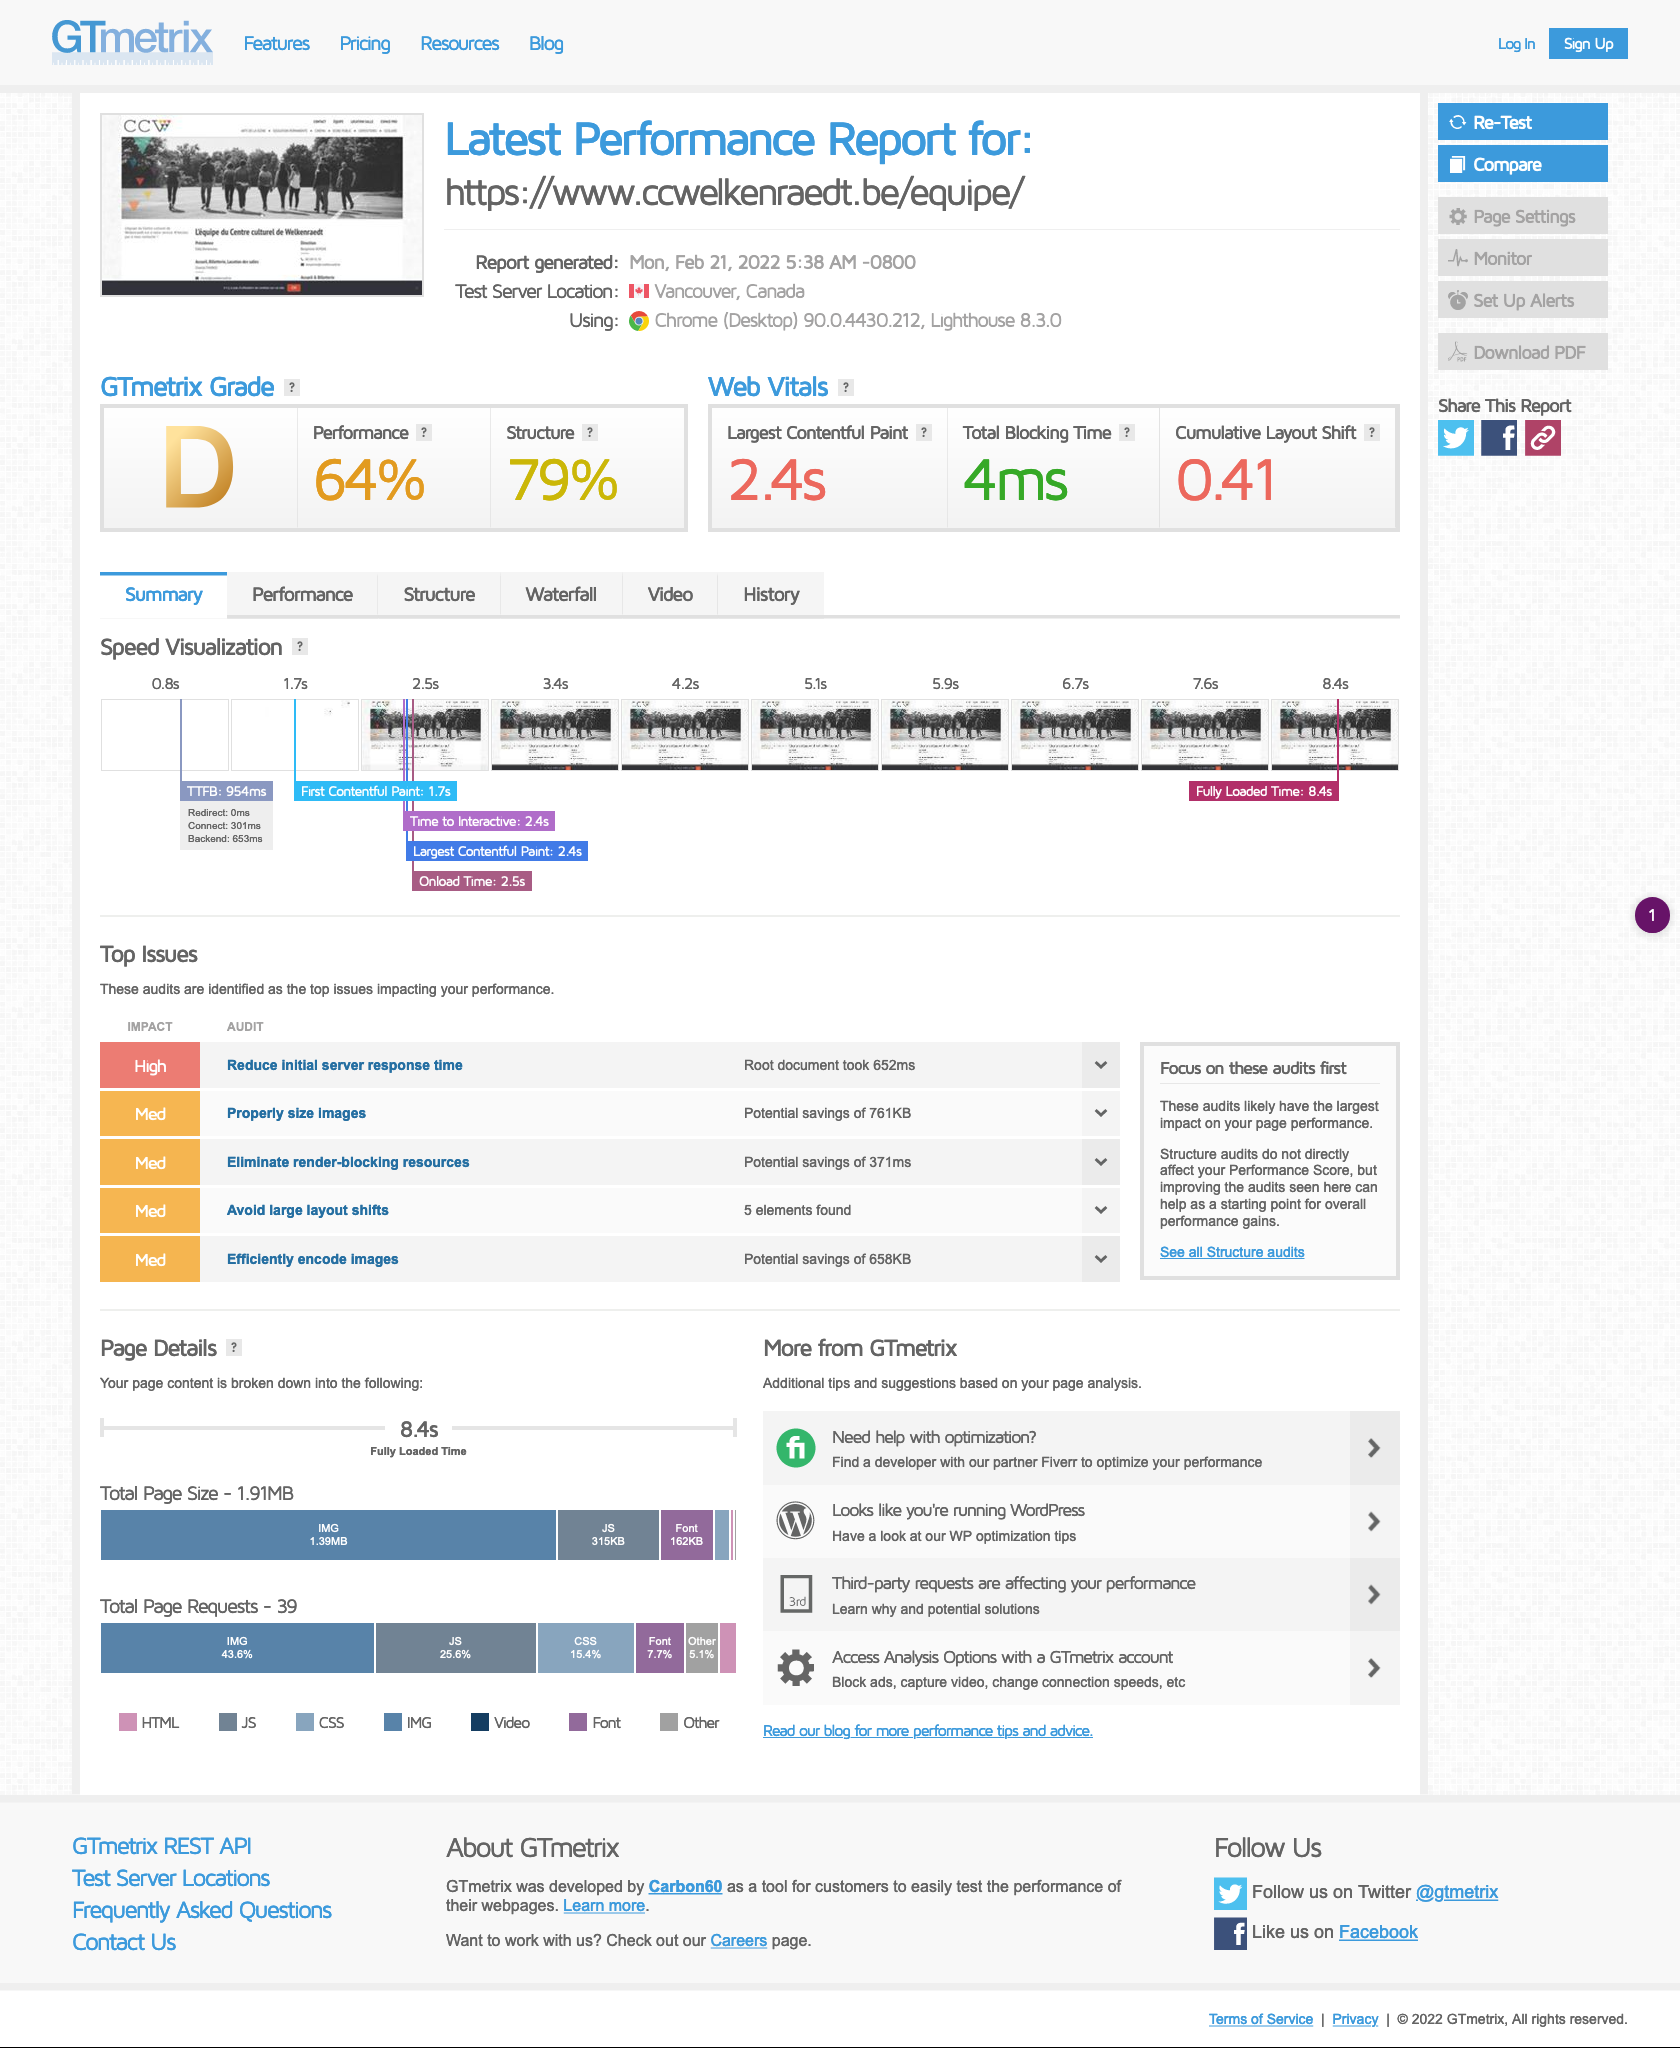 GTmetrix
Features
Pricing
Resources
Blog
Log In
Sign Up
CCW
L'équipe du Centre culturel de Welkenraedt
Latest Performance Report for:
https://www.ccwelkenraedt.be/equipe/
Report generated: Mon, Feb 21, 2022 5:38 AM -0800
Test Server Location: Vancouver, Canada
Using: Chrome (Desktop) 90.0.4430.212, Lighthouse 8.3.0
Re-Test
Compare
Page Settings
Monitor
Set Up Alerts
Download PDF
Share This Report
GTmetrix Grade ?
D
Performance ?
64%
Structure ?
79%
Web Vitals ?
Largest Contentful Paint ?
2.4s
Total Blocking Time ?
4ms
Cumulative Layout Shift ?
0.41
Summary
Performance
Structure
Waterfall
Video
History
Speed Visualization ?
0.8s
1.7s
2.5s
3.4s
4.2s
5.1s
5.9s
6.7s
7.6s
8.4s
TTFB: 954ms
Redirect: 0ms
Connect: 301ms
Backend: 653ms
First Contentful Paint: 1.7s
Time to Interactive: 2.4s
Largest Contentful Paint: 2.4s
Onload Time: 2.5s
Fully Loaded Time: 8.4s
1
Top Issues
These audits are identified as the top issues impacting your performance.
IMPACT AUDIT
High Reduce initial server response time Root document took 652ms
Med Properly size images Potential savings of 761KB
Med Eliminate render-blocking resources Potential savings of 371ms
Med Avoid large layout shifts 5 elements found
Med Efficiently encode images Potential savings of 658KB
Focus on these audits first
These audits likely have the largest
impact on your page performance.
Structure audits do not directly
affect your Performance Score, but
improving the audits seen here can
help as a starting point for overall
performance gains.
See all Structure audits
Page Details ?
Your page content is broken down into the following:
8.4s
Fully Loaded Time
Total Page Size - 1.91MB
IMG
1.39MB
JS
315KB
Font
162KB
Total Page Requests - 39
IMG
43.6%
JS
25.6%
CSS
15.4%
Font
7.7%
Other
5.1%
HTML
JS
CSS
IMG
Video
Font
Other
More from GTmetrix
Additional tips and suggestions based on your page analysis.
fi
Need help with optimization?
Find a developer with our partner Fiverr to optimize your performance
Looks like you're running WordPress
Have a look at our WP optimization tips
3rd
Third-party requests are affecting your performance
Learn why and potential solutions
Access Analysis Options with a GTmetrix account
Block ads, capture video, change connection speeds, etc
Read our blog for more performance tips and advice.
GTmetrix REST API
Test Server Locations
Frequently Asked Questions
Contact Us
About GTmetrix
GTmetrix was developed by Carbon60 as a tool for customers to easily test the performance of
their webpages. Learn more.
Want to work with us? Check out our Careers page.
Follow Us
Follow us on Twitter @gtmetrix
Like us on Facebook
Terms of Service | Privacy | © 2022 GTmetrix, All rights reserved.